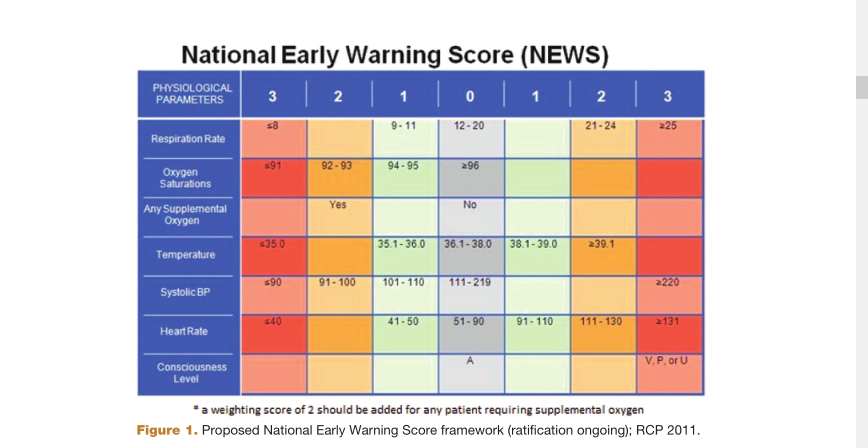 National Early Warning Score (NEWS)
PHYSIOLOGICAL PARAMETERS 3 2 1 0 1 2 3
Respiration Rate ≤8 9 - 11 12 - 20 21 - 24 ≥25
Oxygen Saturations ≤91 92 - 93 94 - 95 ≥96
Any Supplemental Oxygen Yes No
Temperature ≤35.0 35.1 - 36.0 36.1 - 38.0 38.1 - 39.0 ≥39.1
Systolic BP ≤90 91 - 100 101 - 110 111 - 219 ≥220
Heart Rate ≤40 41 - 50 51 - 90 91 - 110 111 - 130 ≥131
Consciousness Level A V, P, or U
* a weighting score of 2 should be added for any patient requiring supplemental oxygen
Figure 1. Proposed National Early Warning Score framework (ratification ongoing); RCP 2011.